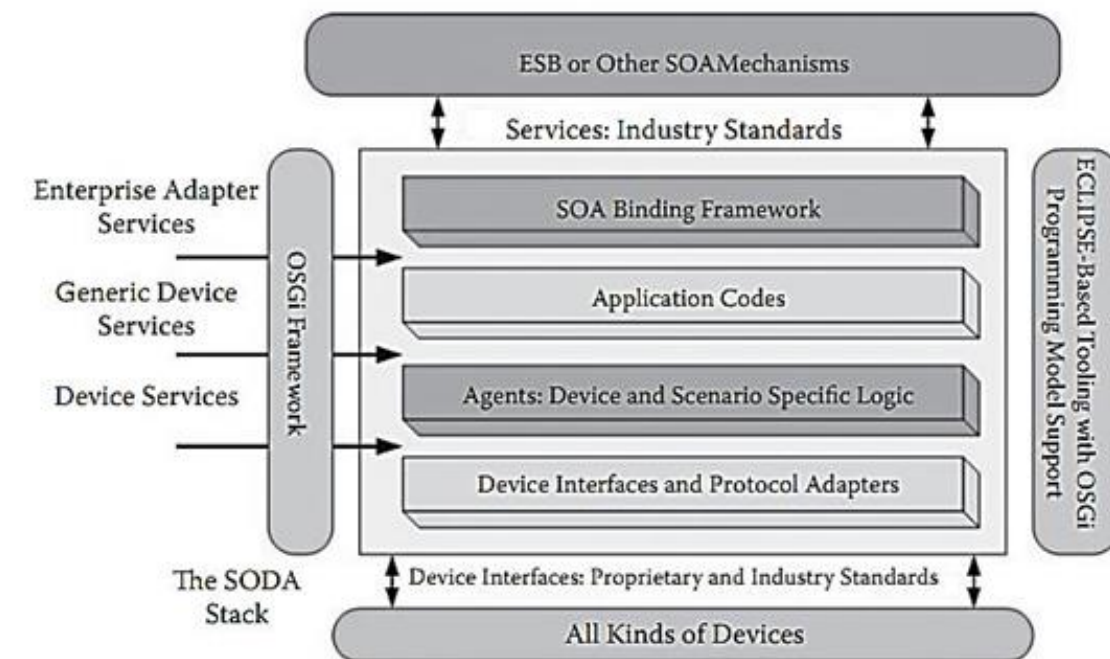 ESB or Other SOAMechanisms
Services: Industry Standards
Enterprise Adapter
Services
Generic Device
Services
Device Services
OSGi Framework
SOA Binding Framework
Application Codes
Agents: Device and Scenario Specific Logic
Device Interfaces and Protocol Adapters
ECLIPSE-Based Tooling with OSGi
Programming Model Support
The SODA
Stack
Device Interfaces: Proprietary and Industry Standards
All Kinds of Devices